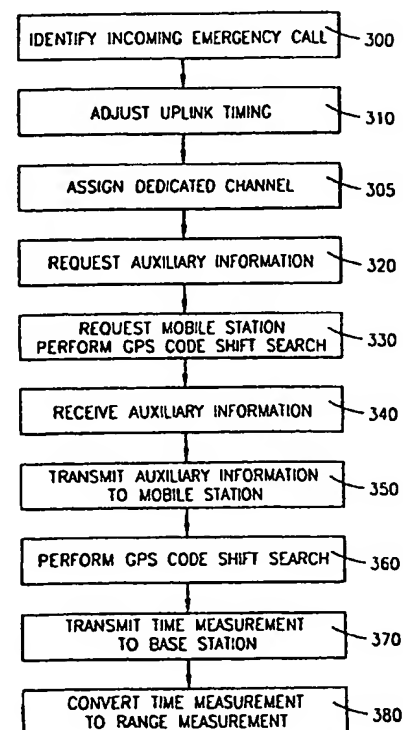 IDENTIFY INCOMING EMERGENCY CALL 300
ADJUST UPLINK TIMING 310
ASSIGN DEDICATED CHANNEL 305
REQUEST AUXILIARY INFORMATION 320
REQUEST MOBILE STATION
PERFORM GPS CODE SHIFT SEARCH 330
RECEIVE AUXILIARY INFORMATION 340
TRANSMIT AUXILIARY INFORMATION
TO MOBILE STATION 350
PERFORM GPS CODE SHIFT SEARCH 360
TRANSMIT TIME MEASUREMENT
TO BASE STATION 370
CONVERT TIME MEASUREMENT
TO RANGE MEASUREMENT 380